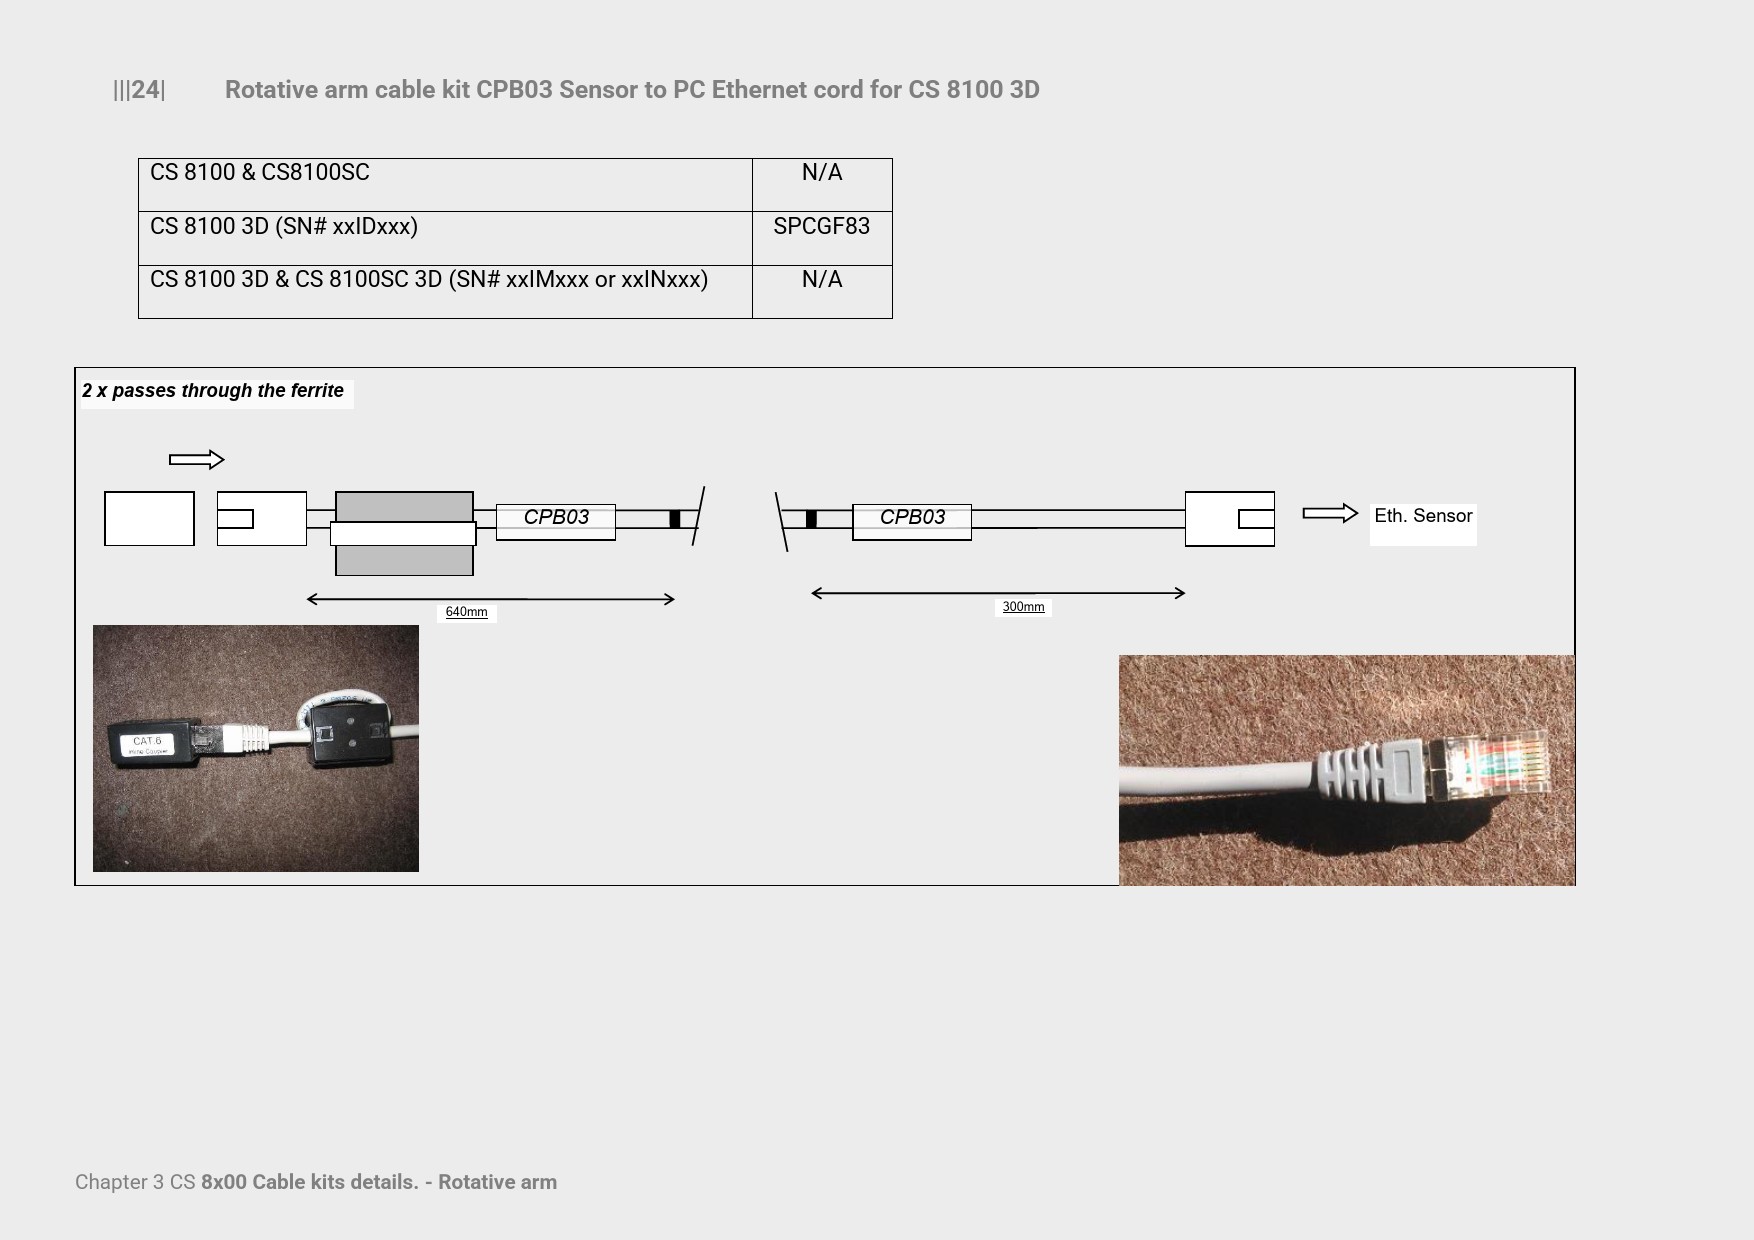 |||24| Rotative arm cable kit CPB03 Sensor to PC Ethernet cord for CS 8100 3D
CS 8100 & CS8100SC N/A
CS 8100 3D (SN# xxIDxxx) SPCGF83
CS 8100 3D & CS 8100SC 3D (SN# xxIMxxx or xxINxxx) N/A
2 x passes through the ferrite
CPB03 CPB03 Eth. Sensor
640mm 300mm
CAT.6
Inline Coupler
Chapter 3 CS 8x00 Cable kits details. - Rotative arm